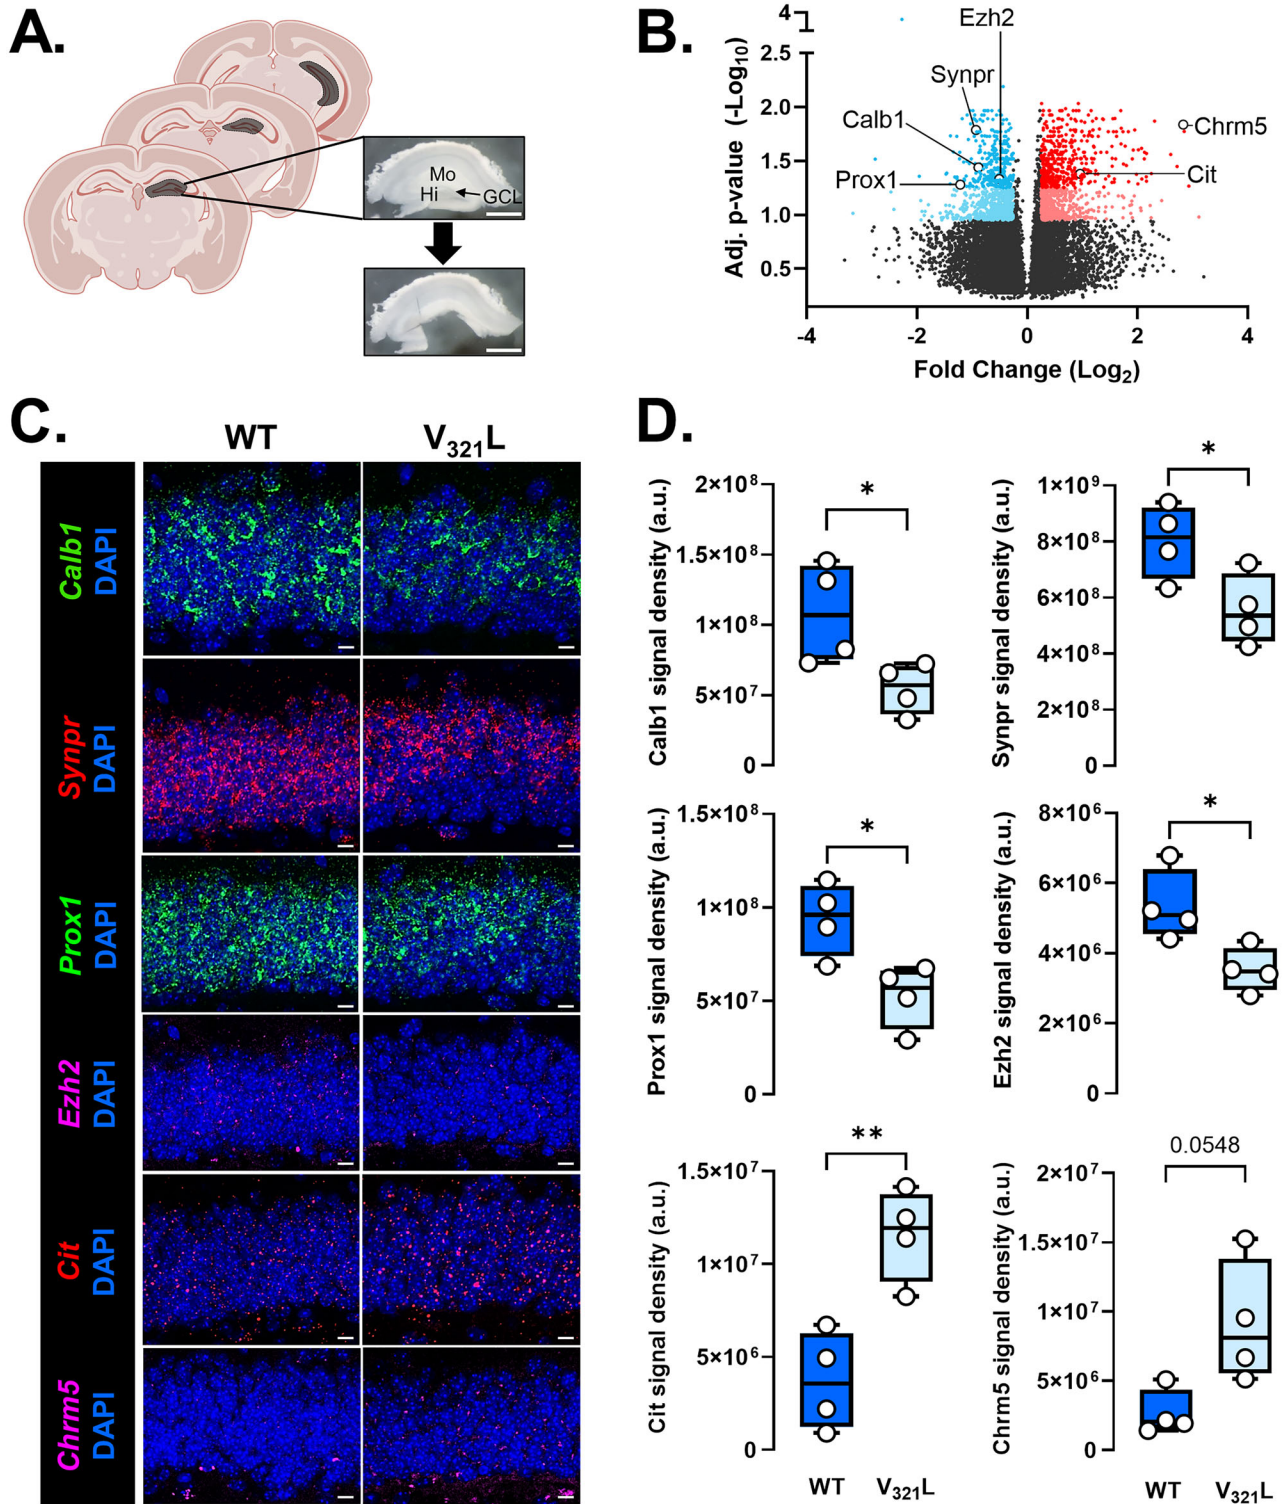 A.
Mo
Hi
GCL
B.
Adj. p-value (-Log10)
4
2.5
2.0
1.5
1.0
0.5
-4
-2
0
2
4
Fold Change (Log2)
Ezh2
Synpr
Calb1
Prox1
Chrm5
Cit
C.
WT
V321L
Calb1
DAPI
Synpr
DAPI
Prox1
DAPI
Ezh2
DAPI
Cit
DAPI
Chrm5
DAPI
D.
Calb1 signal density (a.u.)
2×10⁸
1.5×10⁸
1×10⁸
5×10⁷
0
*
Synpr signal density (a.u.)
1×10⁹
8×10⁸
6×10⁸
4×10⁸
2×10⁸
0
*
Prox1 signal density (a.u.)
1.5×10⁸
1×10⁸
5×10⁷
0
*
Ezh2 signal density (a.u.)
8×10⁶
6×10⁶
4×10⁶
2×10⁶
0
*
Cit signal density (a.u.)
1.5×10⁷
1×10⁷
5×10⁶
0
**
WT
V321L
Chrm5 signal density (a.u.)
2×10⁷
1.5×10⁷
1×10⁷
5×10⁶
0
0.0548
WT
V321L